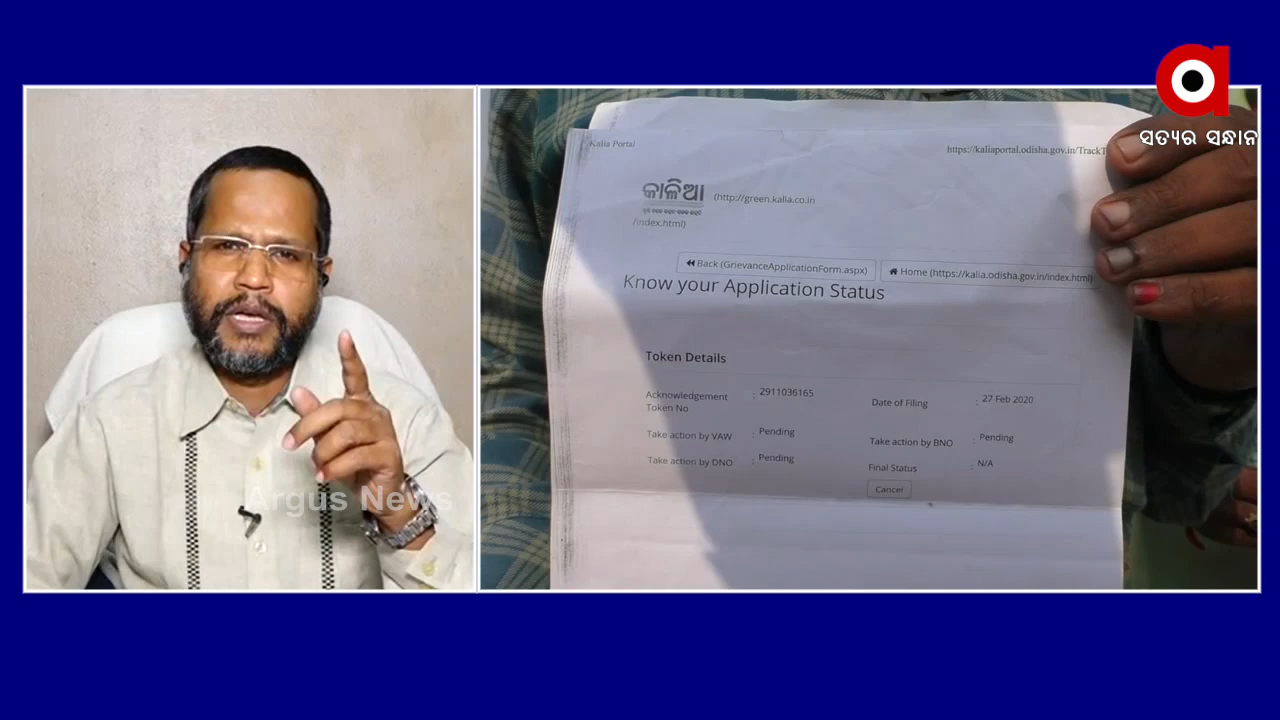 ସତ୍ୟର ସନ୍ଧାନ
Argus News
Kalia Portal
https://kaliaportal.odisha.gov.in/TrackT
କାଳିଆ
(http://green.kalia.co.in
/index.html)
Back (GrievanceApplicationForm.aspx)
Home (https://kalia.odisha.gov.in/index.html)
Know your Application Status
Token Details
Acknowledgement Token No : 2911036165
Date of Filing : 27 Feb 2020
Take action by VAW : Pending
Take action by BNO : Pending
Take action by DNO : Pending
Final Status : N/A
Cancel